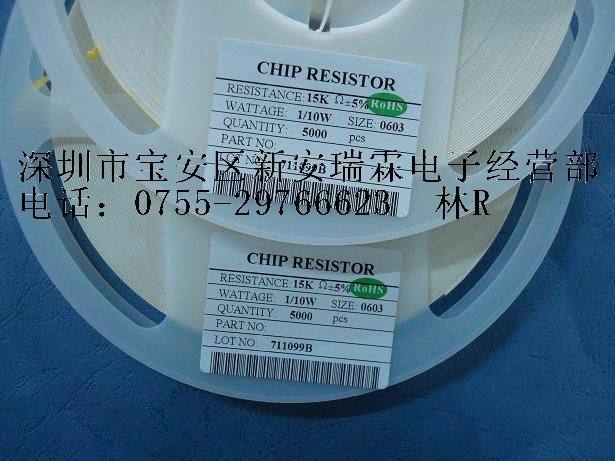 CHIP RESISTOR
RESISTANCE: 15K Ω±5% RoHS
WATTAGE: 1/10W SIZE: 0603
QUANTITY: 5000 pcs
PART NO:
深圳市宝安区新安瑞霖电子经营部
电话：0755-29766623 林R
CHIP RESISTOR
RESISTANCE: 15K Ω±5% RoHS
WATTAGE: 1/10W SIZE: 0603
QUANTITY: 5000 pcs
PART NO:
LOT NO: 711099B